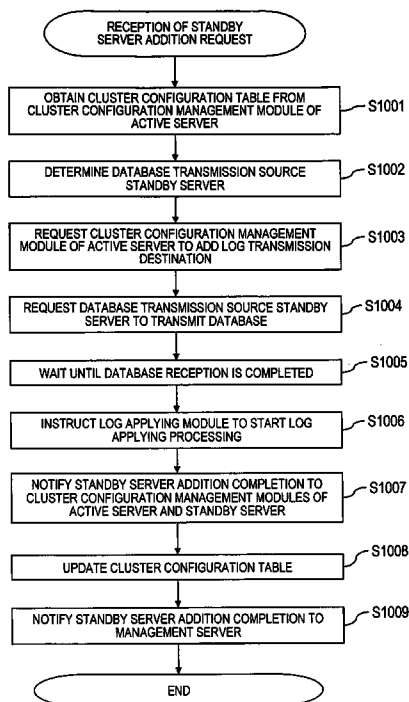 RECEPTION OF STANDBY
SERVER ADDITION REQUEST
OBTAIN CLUSTER CONFIGURATION TABLE FROM
CLUSTER CONFIGURATION MANAGEMENT MODULE OF
ACTIVE SERVER
S1001
DETERMINE DATABASE TRANSMISSION SOURCE
STANDBY SERVER
S1002
REQUEST CLUSTER CONFIGURATION MANAGEMENT
MODULE OF ACTIVE SERVER TO ADD LOG TRANSMISSION
DESTINATION
S1003
REQUEST DATABASE TRANSMISSION SOURCE STANDBY
SERVER TO TRANSMIT DATABASE
S1004
WAIT UNTIL DATABASE RECEPTION IS COMPLETED
S1005
INSTRUCT LOG APPLYING MODULE TO START LOG
APPLYING PROCESSING
S1006
NOTIFY STANDBY SERVER ADDITION COMPLETION TO
CLUSTER CONFIGURATION MANAGEMENT MODULES OF
ACTIVE SERVER AND STANDBY SERVER
S1007
UPDATE CLUSTER CONFIGURATION TABLE
S1008
NOTIFY STANDBY SERVER ADDITION COMPLETION TO
MANAGEMENT SERVER
S1009
END